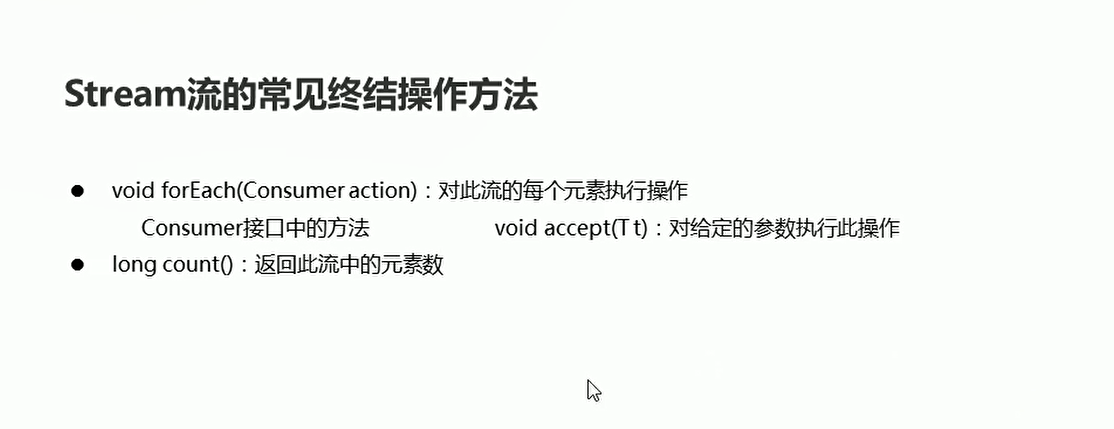 Stream流的常见终结操作方法
● void forEach(Consumer action)：对此流的每个元素执行操作
Consumer接口中的方法 void accept(T t)：对给定的参数执行此操作
● long count()：返回此流中的元素数